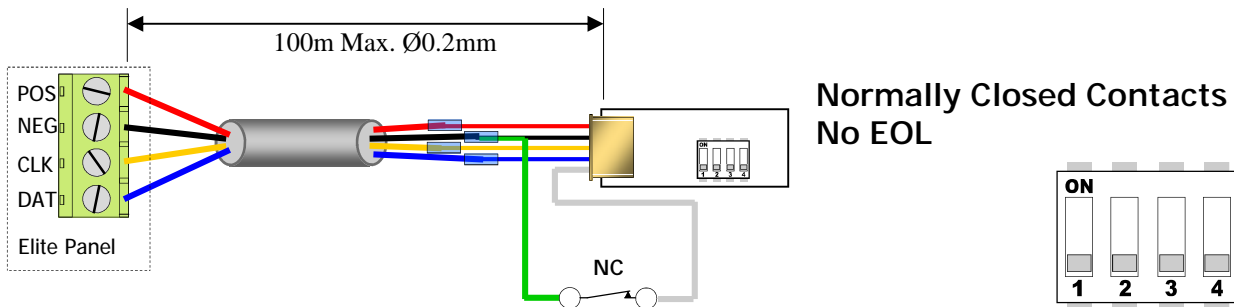 100m Max. Ø0.2mm
POS
NEG
CLK
DAT
Elite Panel
ON
1 2 3 4
NC
Normally Closed Contacts
No EOL
ON
1 2 3 4